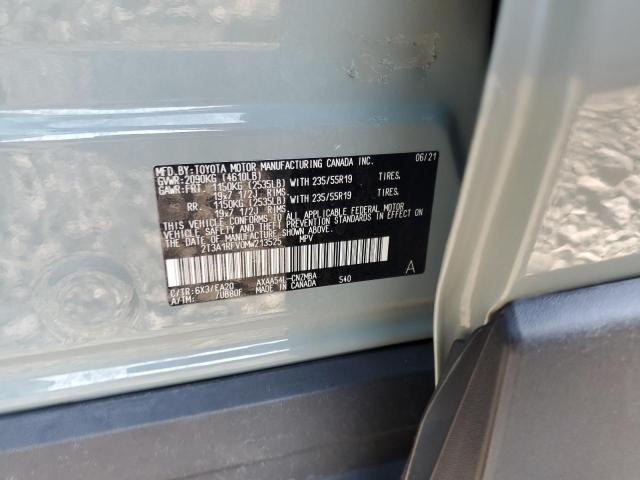 MFD.BY:TOYOTA MOTOR MANUFACTURING CANADA INC. 06/21
GVWR:2090KG (4610LB)
GAWR:FRT 1150KG (2535LB) WITH 235/55R19 TIRES,
19x7 1/2J RIMS
RR 1150KG (2535LB) WITH 235/55R19 TIRES,
19x7 1/2J RIMS
THIS VEHICLE CONFORMS TO ALL APPLICABLE FEDERAL MOTOR
VEHICLE SAFETY, BUMPER, AND THEFT PREVENTION STANDARDS IN EFFECT
ON THE DATE OF MANUFACTURE SHOWN ABOVE.
2T3A1RFV0MW213525 MPV
A
C/TR:6X3/EA20 AXAA54L-CNZMBA 540
A/TM: /UB80F MADE IN CANADA